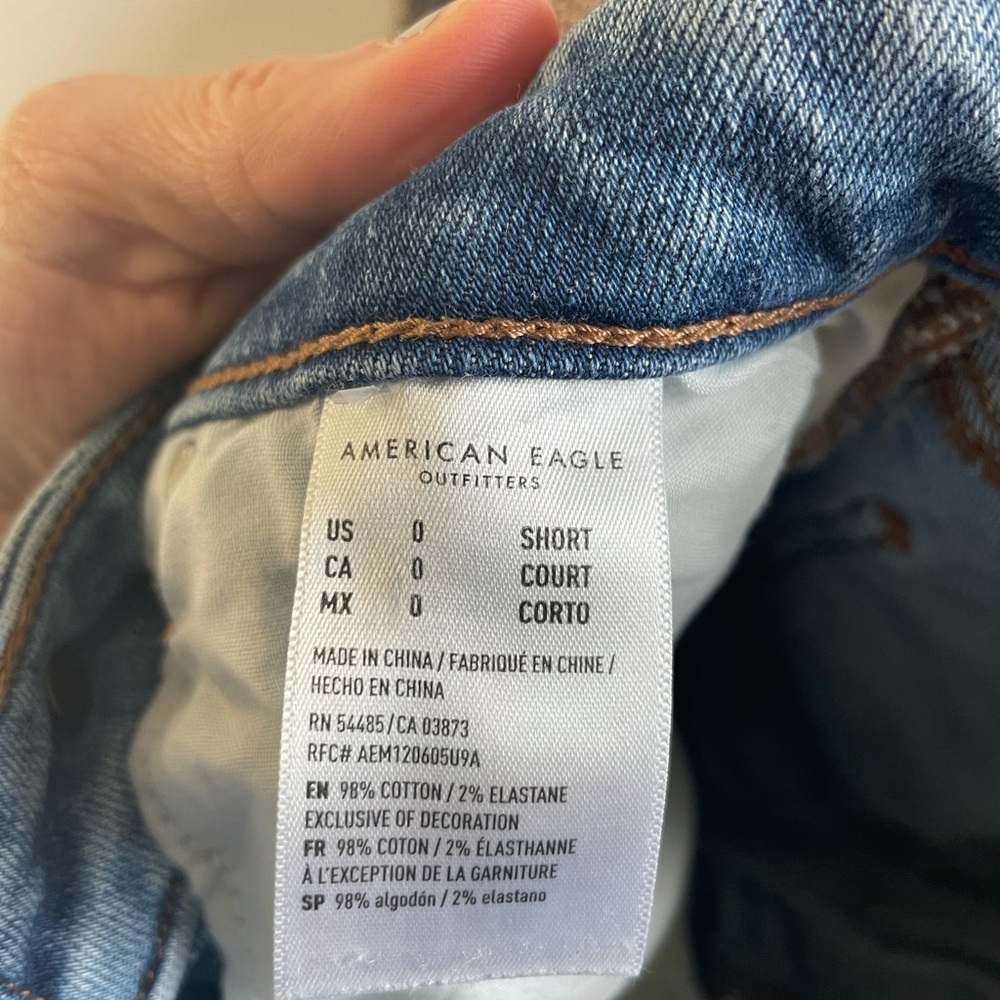 AMERICAN EAGLE
OUTFITTERS
US 0 SHORT
CA 0 COURT
MX 0 CORTO
MADE IN CHINA / FABRIQUÉ EN CHINE /
HECHO EN CHINA
RN 54485/CA 03873
RFC# AEM120605U9A
EN 98% COTTON / 2% ELASTANE
EXCLUSIVE OF DECORATION
FR 98% COTON / 2% ÉLASTHANNE
À L'EXCEPTION DE LA GARNITURE
SP 98% algodón / 2% elastano